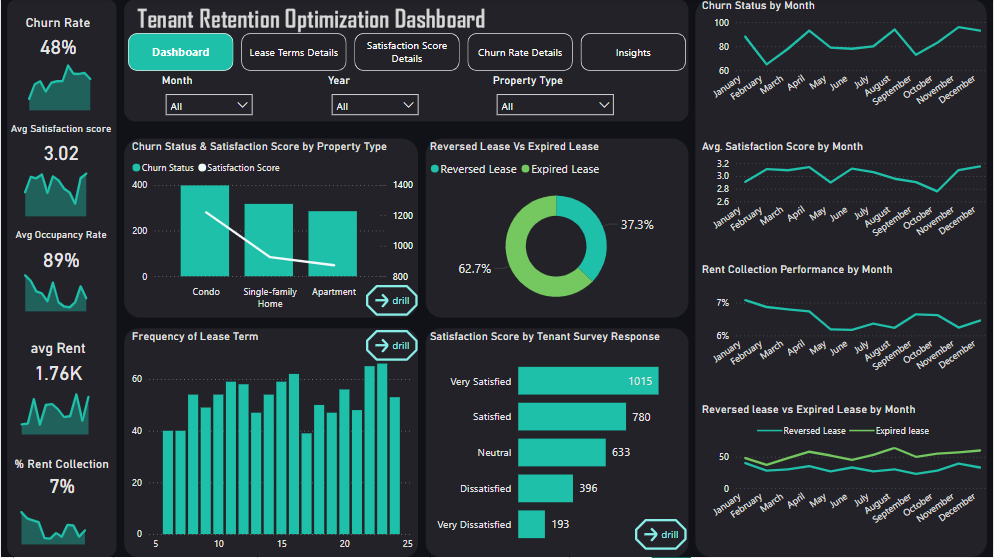 Churn Rate
48%
Avg Satisfaction score
3.02
Avg Occupancy Rate
89%
avg Rent
1.76K
% Rent Collection
7%
Tenant Retention Optimization Dashboard
Dashboard
Lease Terms Details
Satisfaction Score
Details
Churn Rate Details
Insights
Month
Year
Property Type
All
All
All
Churn Status & Satisfaction Score by Property Type
Churn Status
Satisfaction Score
400
200
0
1400
1200
1000
800
Condo
Single-family
Home
Apartment
drill
Reversed Lease Vs Expired Lease
Reversed Lease
Expired Lease
37.3%
62.7%
Frequency of Lease Term
drill
60
40
20
0
5
10
15
20
25
Satisfaction Score by Tenant Survey Response
Very Satisfied
1015
Satisfied
780
Neutral
633
Dissatisfied
396
Very Dissatisfied
193
drill
Churn Status by Month
100
80
60
January
February
March
April
May
June
July
August
September
October
November
December
Avg. Satisfaction Score by Month
3.2
3.0
2.8
2.6
January
February
March
April
May
June
July
August
September
October
November
December
Rent Collection Performance by Month
7%
6%
January
February
March
April
May
June
July
August
September
October
November
December
Reversed lease vs Expired Lease by Month
Reversed Lease
Expired lease
50
0
January
February
March
April
May
June
July
August
September
October
November
December